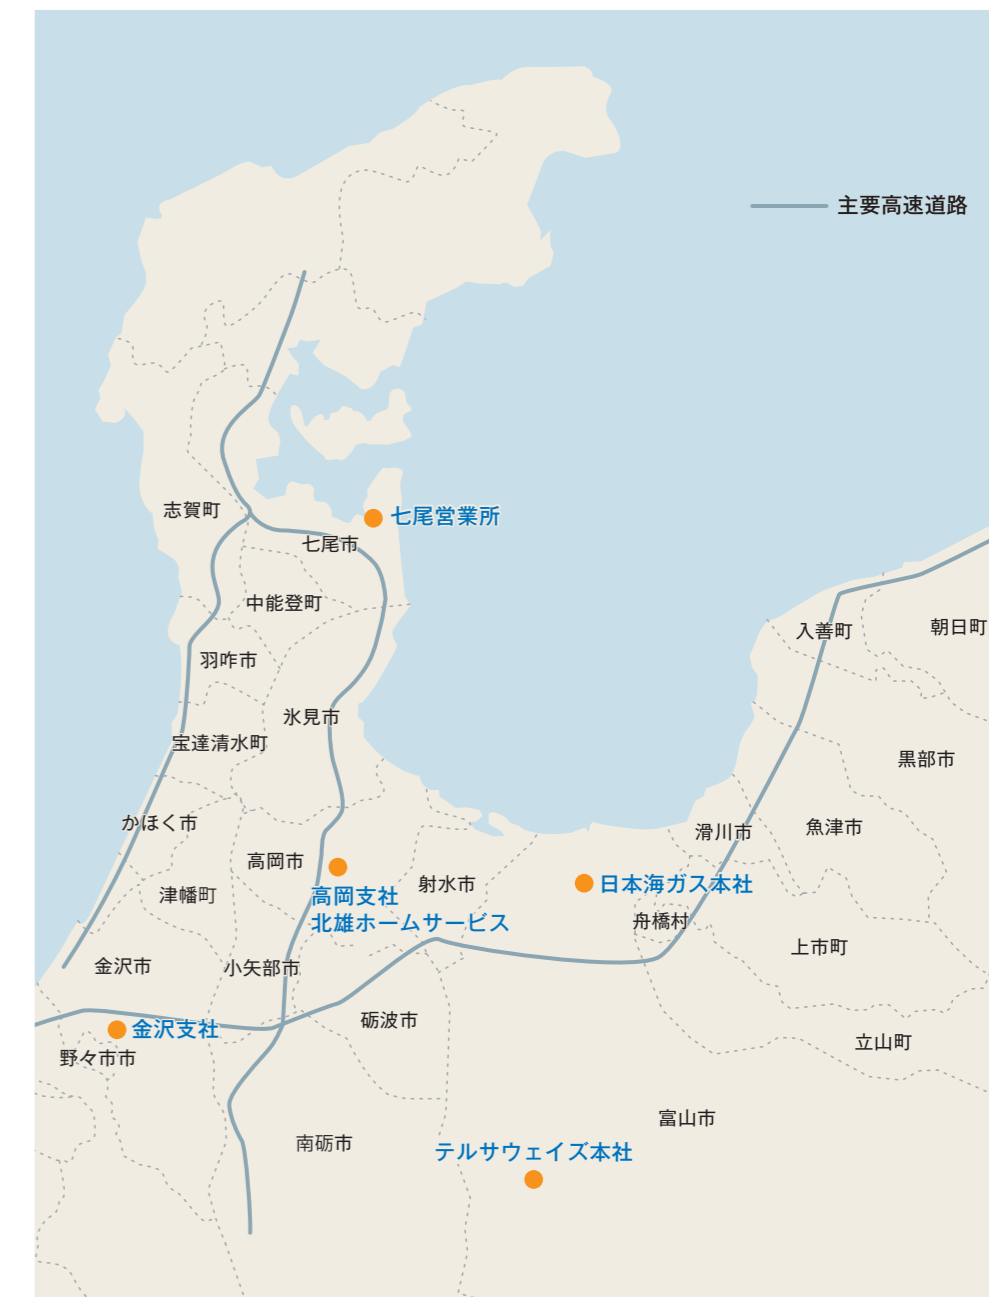 主要高速道路
志賀町
七尾営業所
七尾市
中能登町
入善町
朝日町
羽咋市
氷見市
宝達清水町
黒部市
かほく市
滑川市
魚津市
高岡市
津幡町
高岡支社
北雄ホームサービス
射水市
日本海ガス本社
舟橋村
上市町
金沢市
小矢部市
砺波市
金沢支社
野々市市
立山町
富山市
南砺市
テルサウェイズ本社